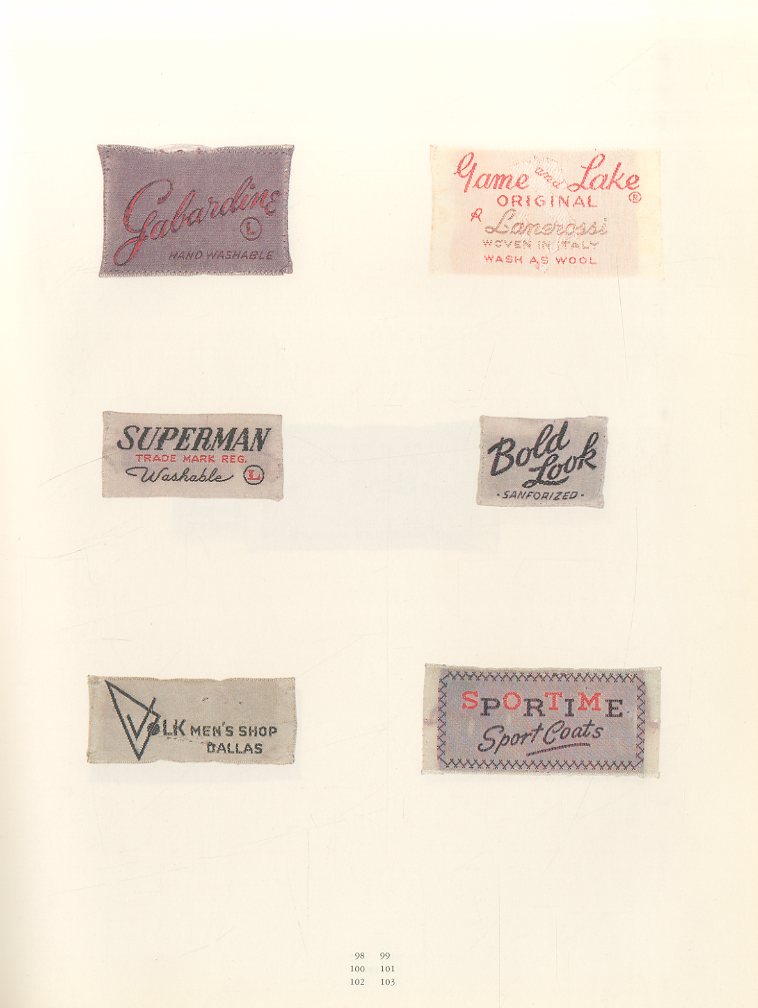 Gabardine
L
HAND WASHABLE
Game and Lake
®
ORIGINAL
A Lanerossi
WOVEN IN ITALY
WASH AS WOOL
SUPERMAN
TRADE MARK REG.
Washable L
Bold
Look
·SANFORIZED·
VOLK MEN'S SHOP
DALLAS
SPORTIME
Sport Coats
98 99
100 101
102 103